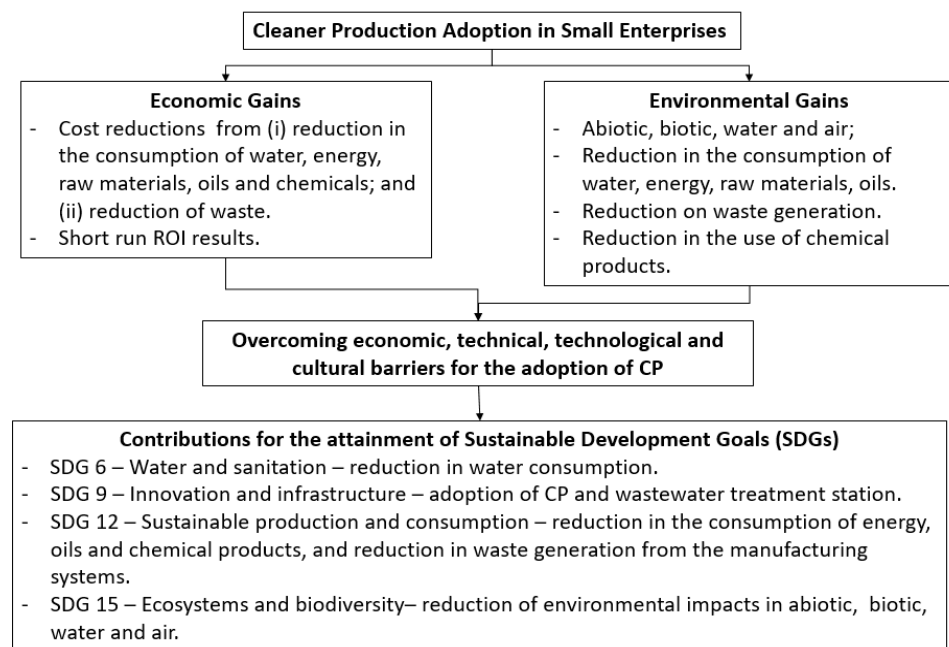 Cleaner Production Adoption in Small Enterprises
Economic Gains
- Cost reductions from (i) reduction in
the consumption of water, energy,
raw materials, oils and chemicals; and
(ii) reduction of waste.
- Short run ROI results.
Environmental Gains
- Abiotic, biotic, water and air;
- Reduction in the consumption of
water, energy, raw materials, oils.
- Reduction on waste generation.
- Reduction in the use of chemical
products.
Overcoming economic, technical, technological and
cultural barriers for the adoption of CP
Contributions for the attainment of Sustainable Development Goals (SDGs)
- SDG 6 – Water and sanitation – reduction in water consumption.
- SDG 9 – Innovation and infrastructure – adoption of CP and wastewater treatment station.
- SDG 12 – Sustainable production and consumption – reduction in the consumption of energy,
oils and chemical products, and reduction in waste generation from the manufacturing
systems.
- SDG 15 – Ecosystems and biodiversity– reduction of environmental impacts in abiotic, biotic,
water and air.